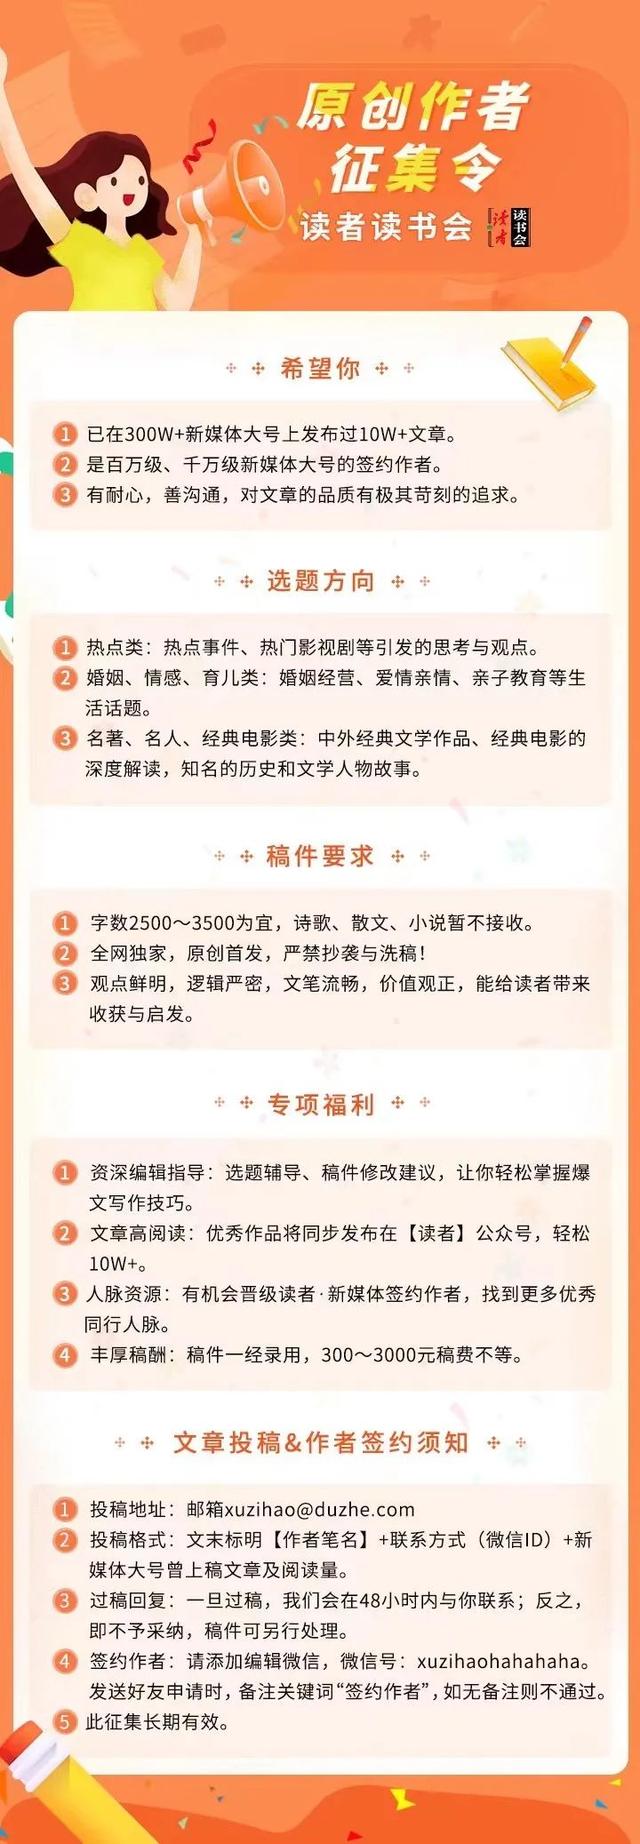 原创作者
征集令
读者读书会 读者 读书会
希望你
1 已在300W+新媒体大号上发布过10W+文章。
2 是百万级、千万级新媒体大号的签约作者。
3 有耐心，善沟通，对文章的品质有极其苛刻的追求。
选题方向
1 热点类：热点事件、热门影视剧等引发的思考与观点。
2 婚姻、情感、育儿类：婚姻经营、爱情亲情、亲子教育等生
活话题。
3 名著、名人、经典电影类：中外经典文学作品、经典电影的
深度解读，知名的历史和文学人物故事。
稿件要求
1 字数2500～3500为宜，诗歌、散文、小说暂不接收。
2 全网独家，原创首发，严禁抄袭与洗稿！
3 观点鲜明，逻辑严密，文笔流畅，价值观正，能给读者带来
收获与启发。
专项福利
1 资深编辑指导：选题辅导、稿件修改建议，让你轻松掌握爆
文写作技巧。
2 文章高阅读：优秀作品将同步发布在【读者】公众号，轻松
10W+。
3 人脉资源：有机会晋级读者·新媒体签约作者，找到更多优秀
同行人脉。
4 丰厚稿酬：稿件一经录用，300～3000元稿费不等。
文章投稿&作者签约须知
1 投稿地址：邮箱xuzihao@duzhe.com
2 投稿格式：文末标明【作者笔名】+联系方式（微信ID）+新
媒体大号曾上稿文章及阅读量。
3 过稿回复：一旦过稿，我们会在48小时内与你联系；反之，
即不予采纳，稿件可另行处理。
4 签约作者：请添加编辑微信，微信号：xuzihaohahahaha。
发送好友申请时，备注关键词“签约作者”，如无备注则不通过。
5 此征集长期有效。